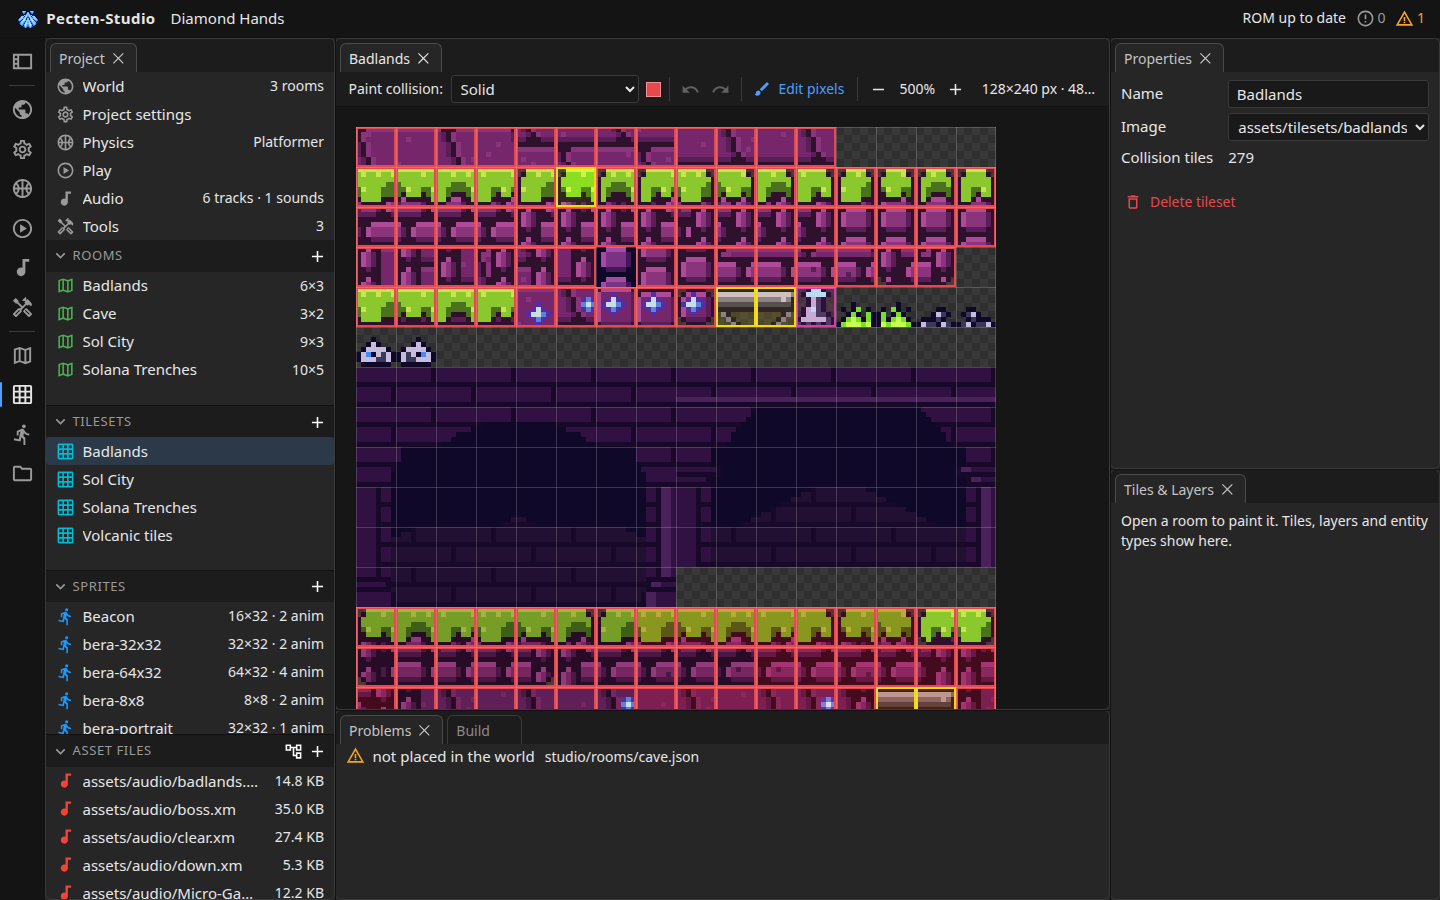 Pecten-Studio Diamond Hands ROM up to date 0 1
Project
World 3 rooms
Project settings
Physics Platformer
Play
Audio 6 tracks · 1 sounds
Tools 3
ROOMS
Badlands 6×3
Cave 3×2
Sol City 9×3
Solana Trenches 10×5
TILESETS
Badlands
Sol City
Solana Trenches
Volcanic tiles
SPRITES
Beacon 16×32 · 2 anim
bera-32x32 32×32 · 2 anim
bera-64x32 64×32 · 4 anim
bera-8x8 8×8 · 2 anim
bera-portrait 32×32 · 1 anim
ASSET FILES
assets/audio/badlands.... 14.8 KB
assets/audio/boss.xm 35.0 KB
assets/audio/clear.xm 27.4 KB
assets/audio/down.xm 5.3 KB
assets/audio/Micro-Ga... 12.2 KB
Badlands
Paint collision: Solid Edit pixels 500% 128×240 px · 48...
Problems Build
not placed in the world studio/rooms/cave.json
Properties
Name Badlands
Image assets/tilesets/badlands
Collision tiles 279
Delete tileset
Tiles & Layers
Open a room to paint it. Tiles, layers and entity
types show here.